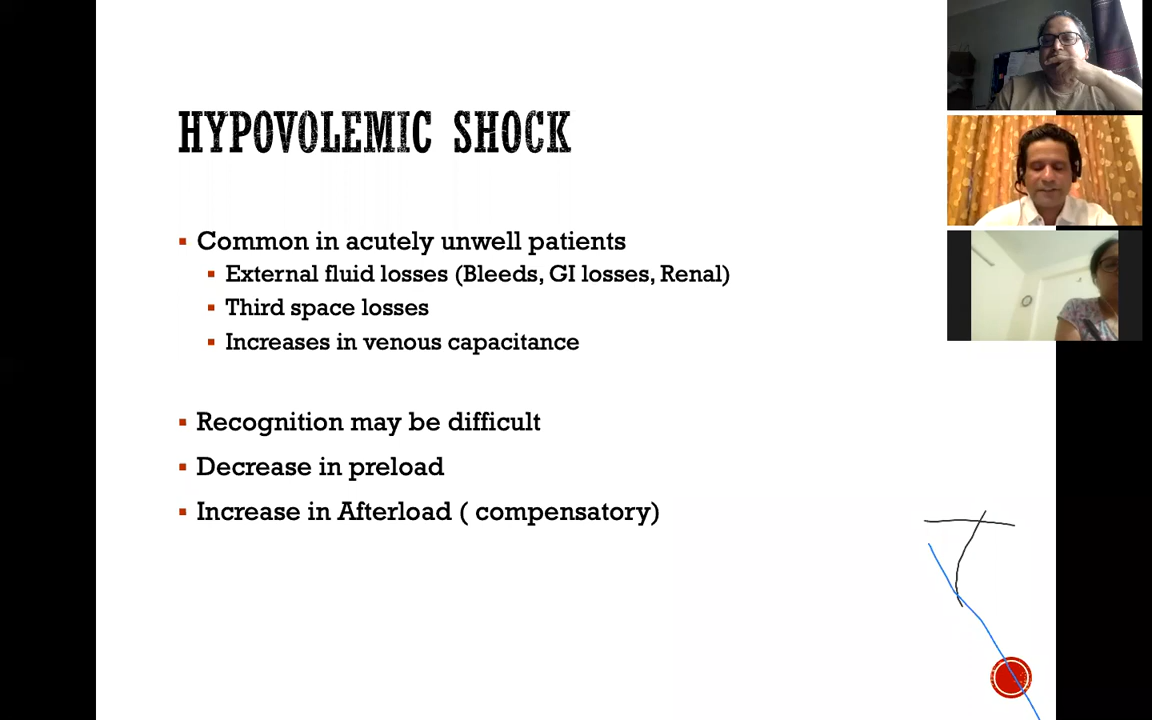 HYPOVOLEMIC SHOCK
Common in acutely unwell patients
External fluid losses (Bleeds, GI losses, Renal)
Third space losses
Increases in venous capacitance
Recognition may be difficult
Decrease in preload
Increase in Afterload ( compensatory)